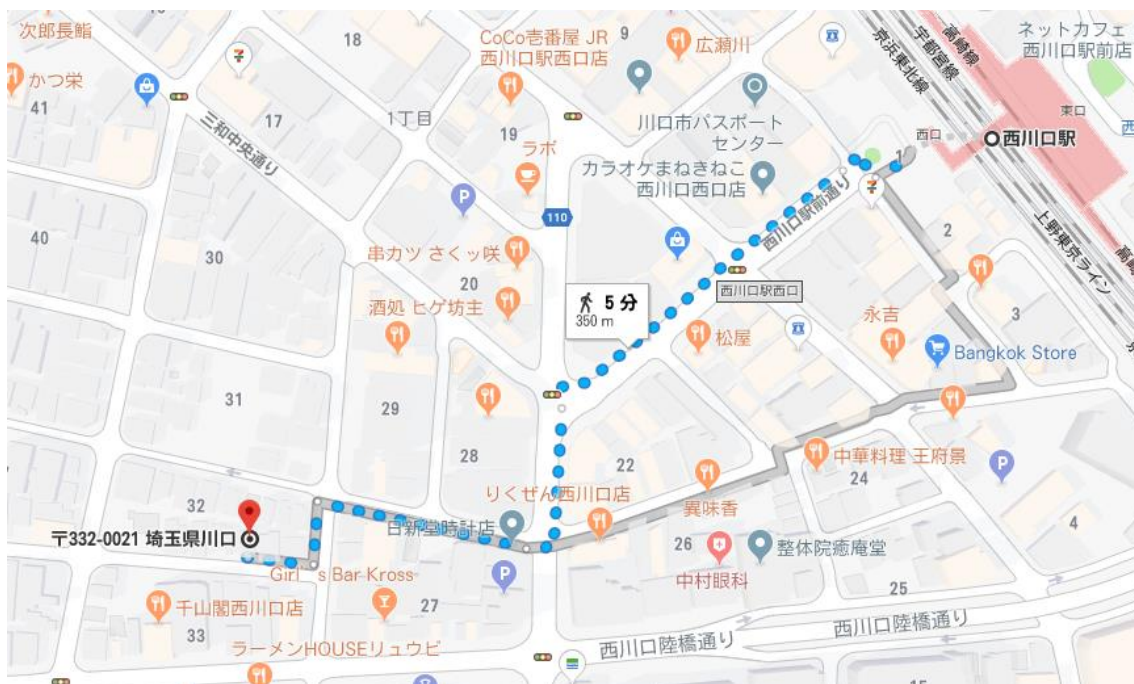 次郎長鮨
かつ栄
41
18
17
三和中央通り
1丁目
CoCo壱番屋 JR
西川口駅西口店
9
広瀬川
19
ラボ
川口市パスポート
センター
カラオケまねきねこ
西川口西口店
高崎線
宇都宮線
京浜東北線
ネットカフェ
西川口駅前店
東口
西口
西川口駅
上野東京ライン
西川口駅前通り
1
2
3
110
P
40
30
串カツ さくッ咲
20
酒処 ヒゲ坊主
5 分
350 m
西川口駅西口
松屋
永吉
Bangkok Store
31
29
28
22
りくぜん西川口店
異味香
中華料理 王府景
24
P
4
32
〒332-0021 埼玉県川口
日新堂時計店
26
中村眼科
整体院癒庵堂
25
Girl s Bar Kross
27
P
千山閣西川口店
33
ラーメンHOUSEリュウビ
西川口陸橋通り
西川口陸橋通り